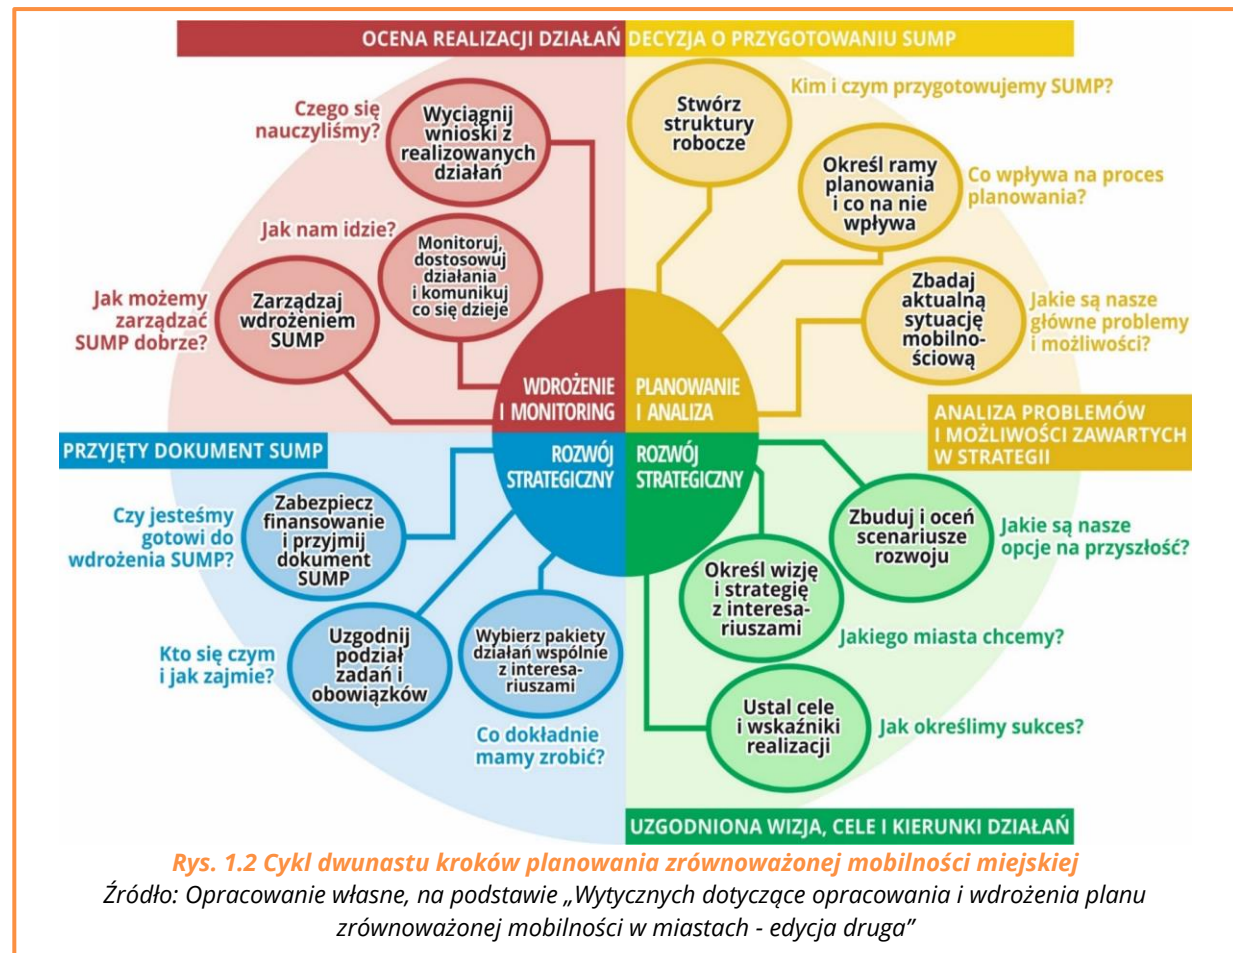 OCENA REALIZACJI DZIAŁAŃ
DECYZJA O PRZYGOTOWANIU SUMP
Kim i czym przygotowujemy SUMP?
Stwórz
struktury
robocze
Określ ramy
planowania
i co na nie
wpływa
Co wpływa na proces
planowania?
Zbadaj
aktualną
sytuację
mobilno-
ściową
Jakie są nasze
główne problemy
i możliwości?
PLANOWANIE
I ANALIZA
ANALIZA PROBLEMÓW
I MOŻLIWOŚCI ZAWARTYCH
W STRATEGII
ROZWÓJ
STRATEGICZNY
Zbuduj i oceń
scenariusze
rozwoju
Jakie są nasze
opcje na przyszłość?
Określ wizję
i strategię
z interesa-
riuszami
Jakiego miasta chcemy?
Ustal cele
i wskaźniki
realizacji
Jak określimy sukces?
UZGODNIONA WIZJA, CELE I KIERUNKI DZIAŁAŃ
ROZWÓJ
STRATEGICZNY
Wybierz pakiety
działań wspólnie
z interesa-
riuszami
Co dokładnie
mamy zrobić?
Uzgodnij
podział
zadań i
obowiązków
Kto się czym
i jak zajmie?
Zabezpiecz
finansowanie
i przyjmij
dokument
SUMP
Czy jesteśmy
gotowi do
wdrożenia SUMP?
PRZYJĘTY DOKUMENT SUMP
WDROŻENIE
I MONITORING
Zarządzaj
wdrożeniem
SUMP
Jak możemy
zarządzać
SUMP dobrze?
Monitoruj,
dostosowuj
działania
i komunikuj
co się dzieje
Jak nam idzie?
Wyciągnij
wnioski z
realizowanych
działań
Czego się
nauczyliśmy?
Rys. 1.2 Cykl dwunastu kroków planowania zrównoważonej mobilności miejskiej
Źródło: Opracowanie własne, na podstawie „Wytycznych dotyczące opracowania i wdrożenia planu
zrównoważonej mobilności w miastach - edycja druga”